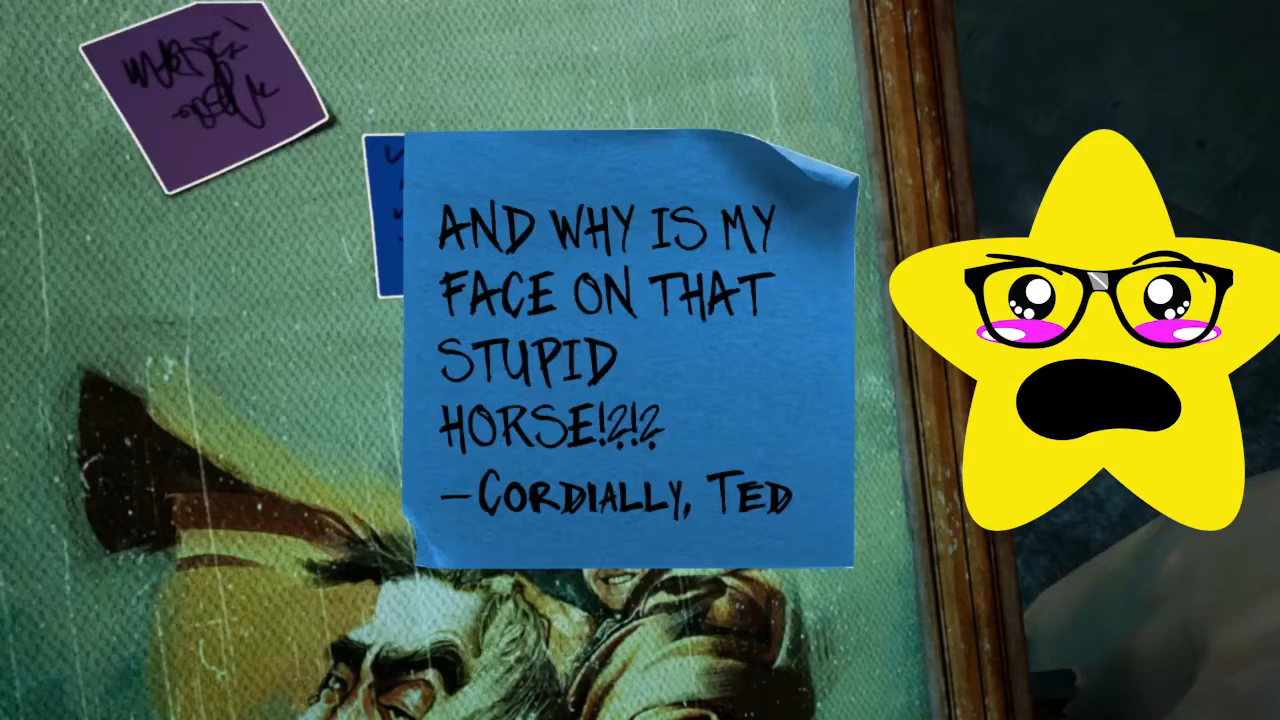 AND WHY IS MY
FACE ON THAT
STUPID
HORSE!?!?
—CORDIALLY, TED